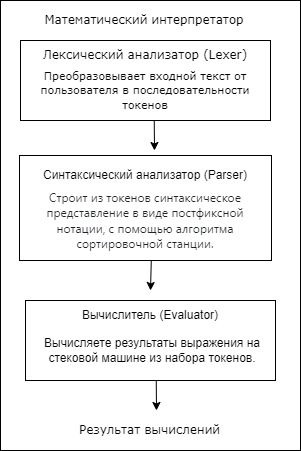 Математический интерпретатор
Лексический анализатор (Lexer)
Преобразовывает входной текст от
пользователя в последовательности
токенов
Синтаксический анализатор (Parser)
Строит из токенов синтаксическое
представление в виде постфиксной
нотации, с помощью алгоритма
сортировочной станции.
Вычислитель (Evaluator)
Вычисляете результаты выражения на
стековой машине из набора токенов.
Результат вычислений